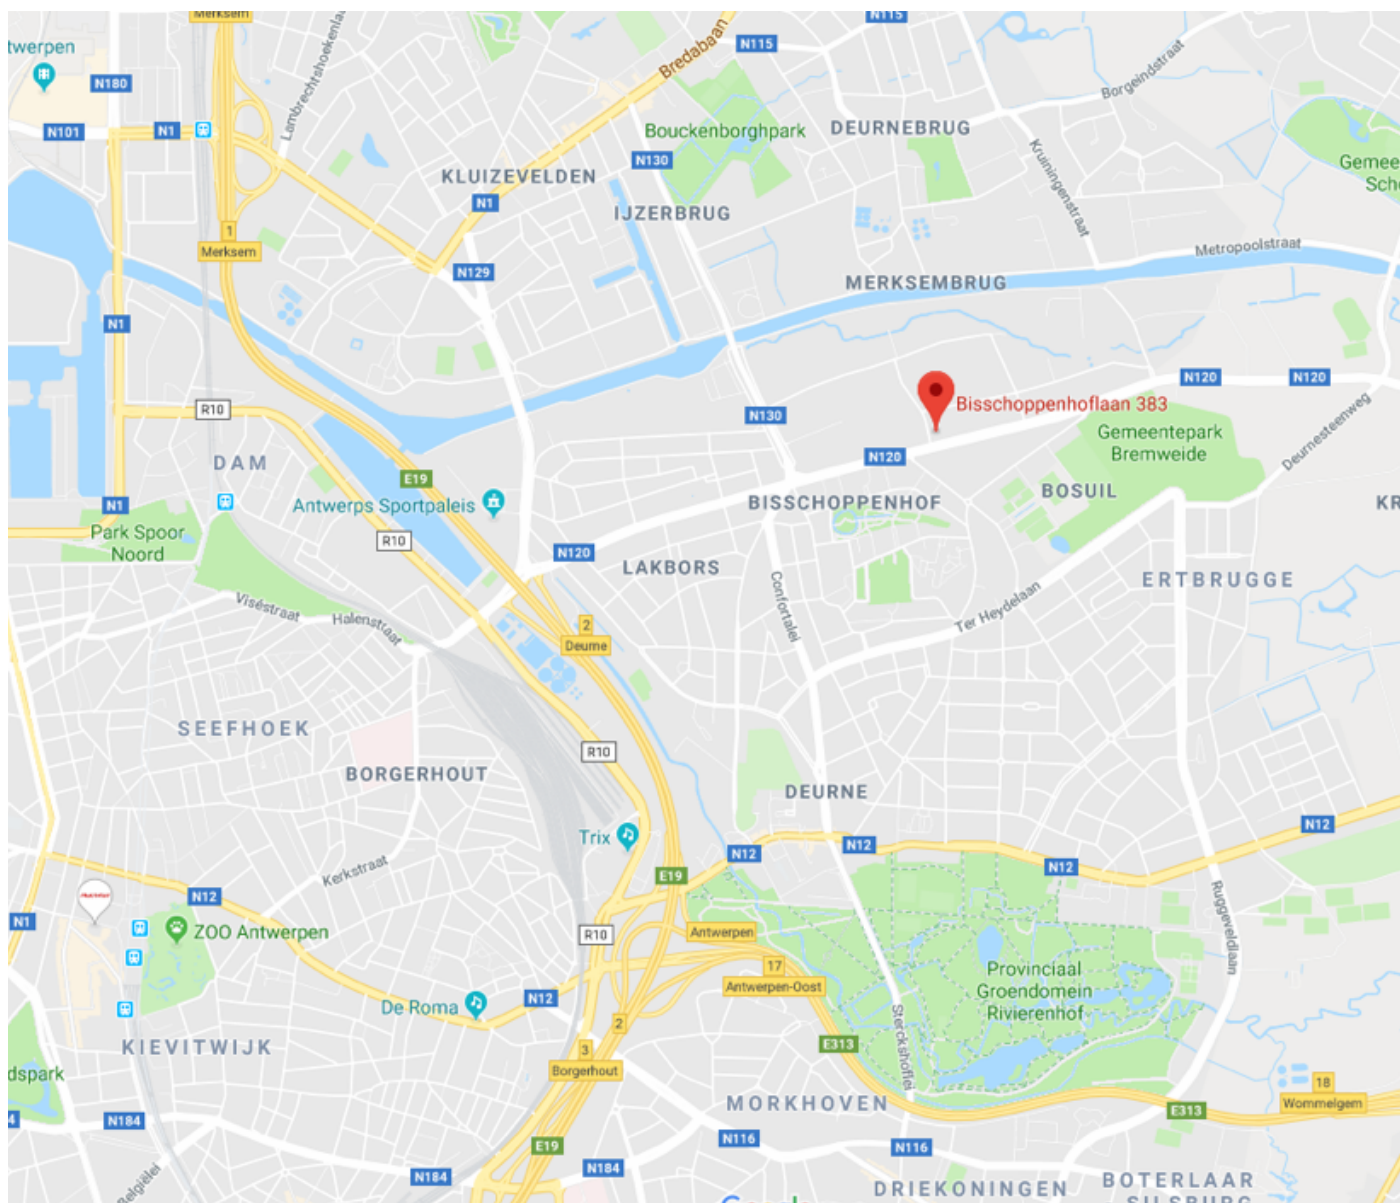 Merksem
N115
twerpen
Bredabaan
N115
N180
Lambrechtshoekenlaan
Borgeindstraat
N101
N1
Bouckenborghpark
DEURNEBRUG
N130
Kruiningenstraat
Gemee
Sch
KLUIZEVELDEN
N1
IJZERBRUG
1
Merksem
Metropoolstraat
N129
MERKSEMBRUG
N1
N120
N120
R10
Bisschoppenhoflaan 383
N130
Gemeentepark
Bremweide
Deurnesteenweg
DAM
N120
E19
BOSUIL
Antwerps Sportpaleis
BISSCHOPPENHOF
KR
N1
Park Spoor
Noord
R10
N120
LAKBORS
ERTBRUGGE
Viséstraat
Halenstraat
Confortalei
Ter Heydelaan
2
Deurne
SEEFHOEK
R10
BORGERHOUT
DEURNE
Trix
N12
N12
N12
N12
Kerkstraat
E19
N12
N1
ZOO Antwerpen
R10
Antwerpen
Ruggeveldlaan
17
Antwerpen-Oost
Provinciaal
Groendomein
Rivierenhof
De Roma
N12
2
Sterckshoflei
KIEVITWIJK
3
Borgerhout
E313
dspark
18
Wommelgem
MORKHOVEN
E313
4
N184
N116
N116
E19
N184
N184
Belgiëlei
DRIEKONINGEN
BOTERLAAR
SILSBURG